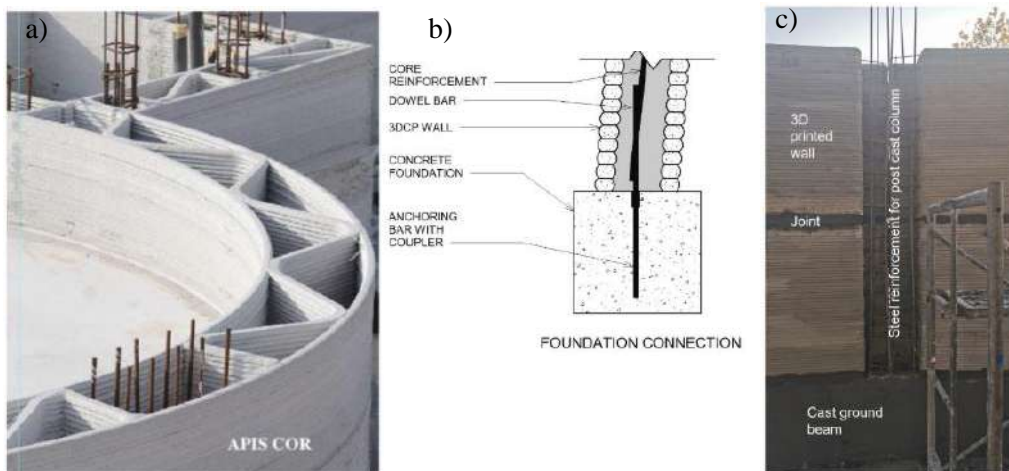 a)
APIS COR
b)
CORE
REINFORCEMENT
DOWEL BAR
3DCP WALL
CONCRETE
FOUNDATION
ANCHORING
BAR WITH
COUPLER
FOUNDATION CONNECTION
c)
3D
printed
wall
Joint
Steel reinforcement for post cast column
Cast ground
beam